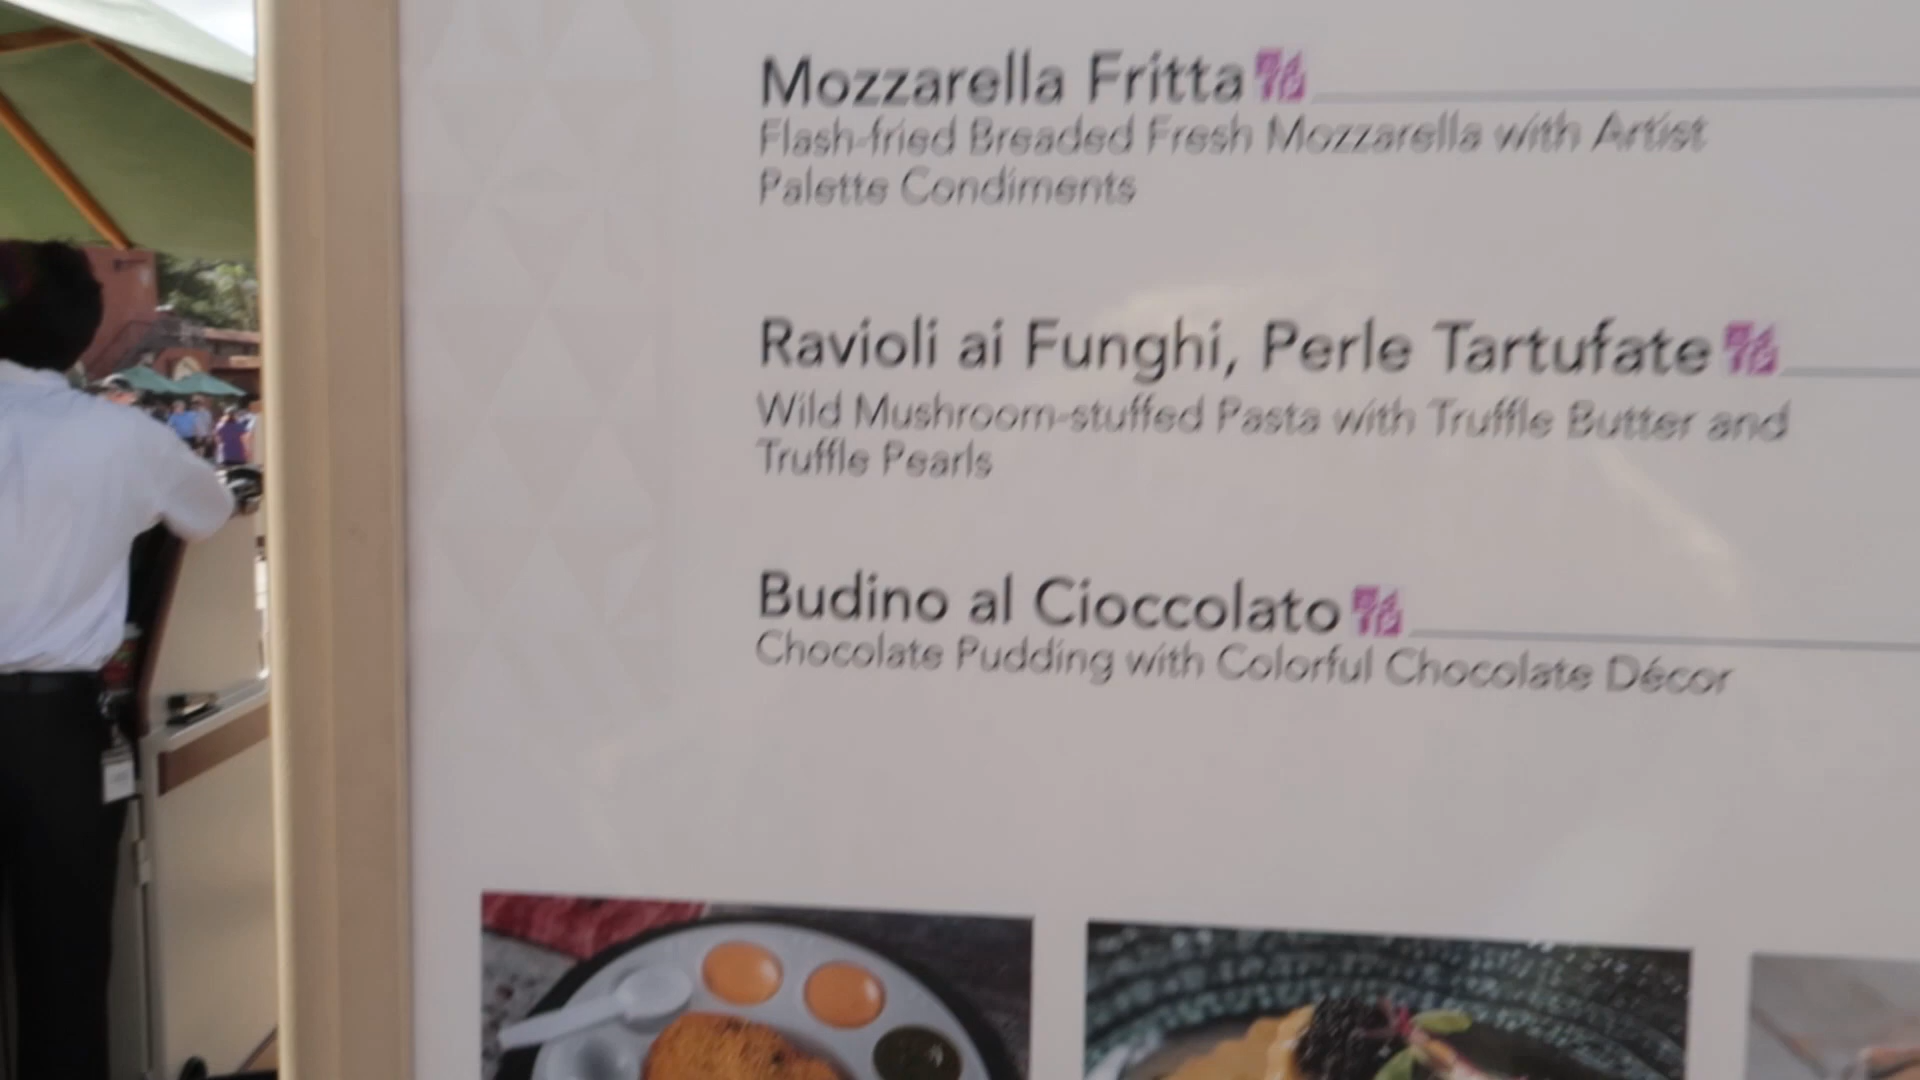 Mozzarella Fritta
Flash-fried Breaded Fresh Mozzarella with Artist
Palette Condiments
Ravioli ai Funghi, Perle Tartufate
Wild Mushroom-stuffed Pasta with Truffle Butter and
Truffle Pearls
Budino al Cioccolato
Chocolate Pudding with Colorful Chocolate Décor